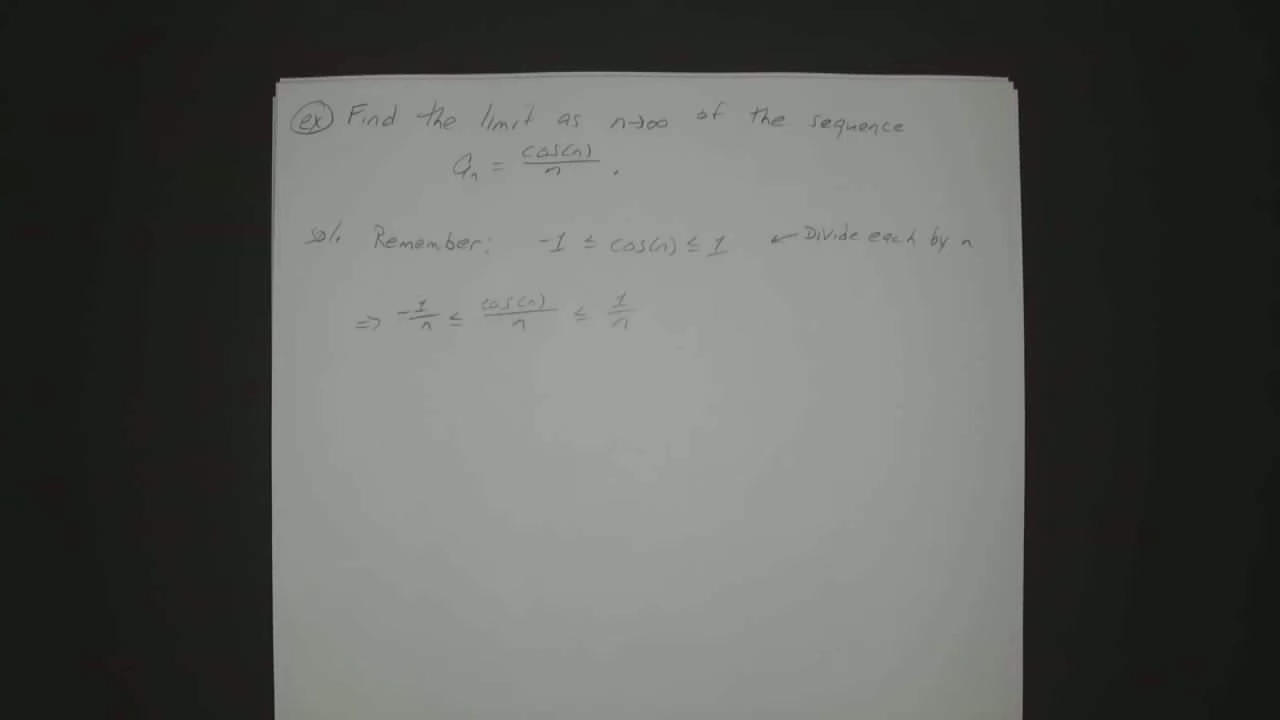 ex Find the limit as n→∞ of the sequence
aₙ = cos(n)/n .
sol. Remember: -1 ≤ cos(n) ≤ 1 ↙ Divide each by n
⇒ -1/n ≤ cos(n)/n ≤ 1/n